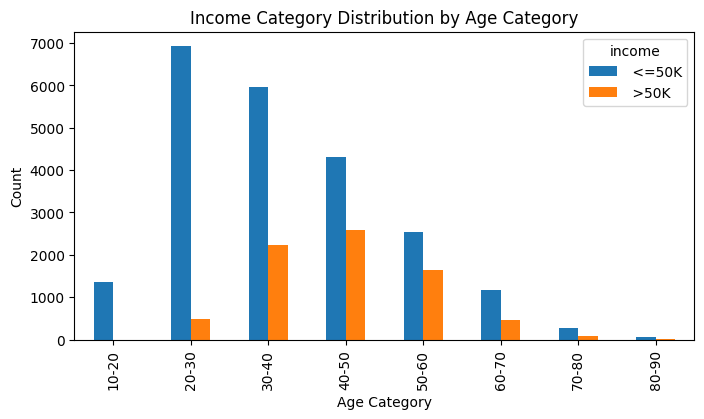 Income Category Distribution by Age Category
income
<=50K
>50K
7000
6000
5000
4000
3000
2000
1000
0
Count
10-20
20-30
30-40
40-50
50-60
60-70
70-80
80-90
Age Category